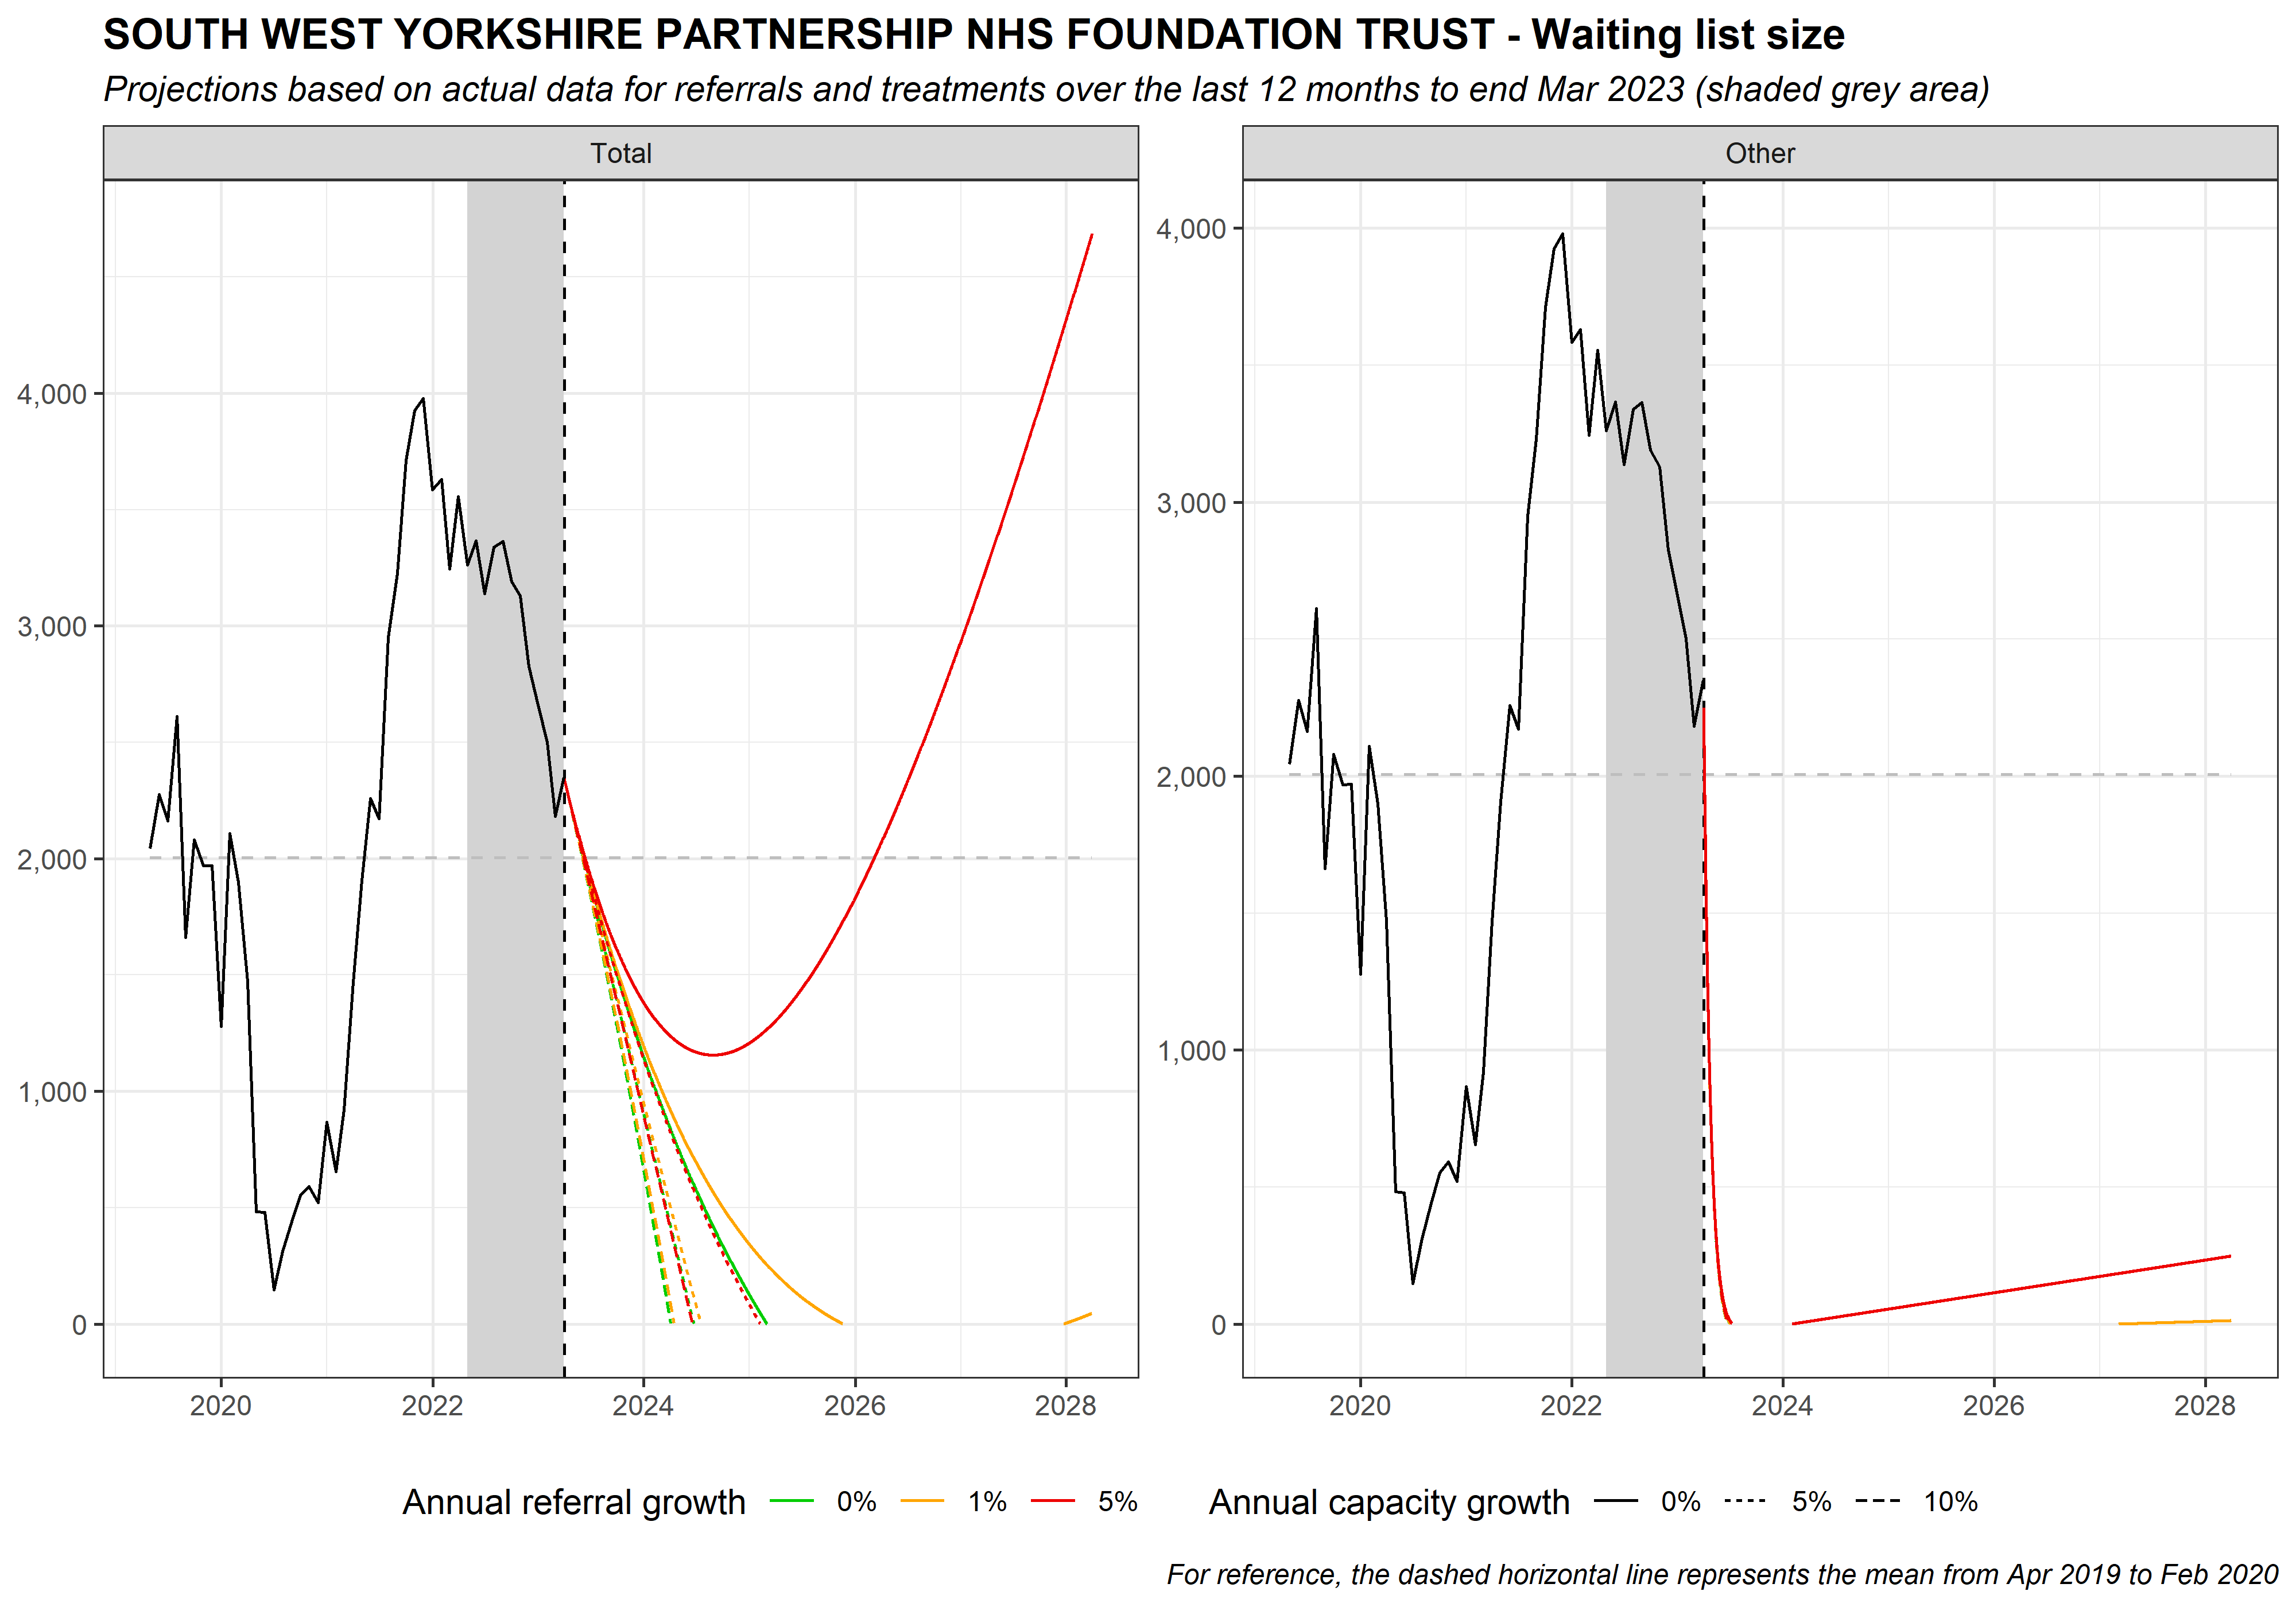 SOUTH WEST YORKSHIRE PARTNERSHIP NHS FOUNDATION TRUST - Waiting list size
Projections based on actual data for referrals and treatments over the last 12 months to end Mar 2023 (shaded grey area)
Total
4,000
3,000
2,000
1,000
0
2020 2022 2024 2026 2028
Other
4,000
3,000
2,000
1,000
0
2020 2022 2024 2026 2028
Annual referral growth 0% 1% 5%
Annual capacity growth 0% 5% 10%
For reference, the dashed horizontal line represents the mean from Apr 2019 to Feb 2020